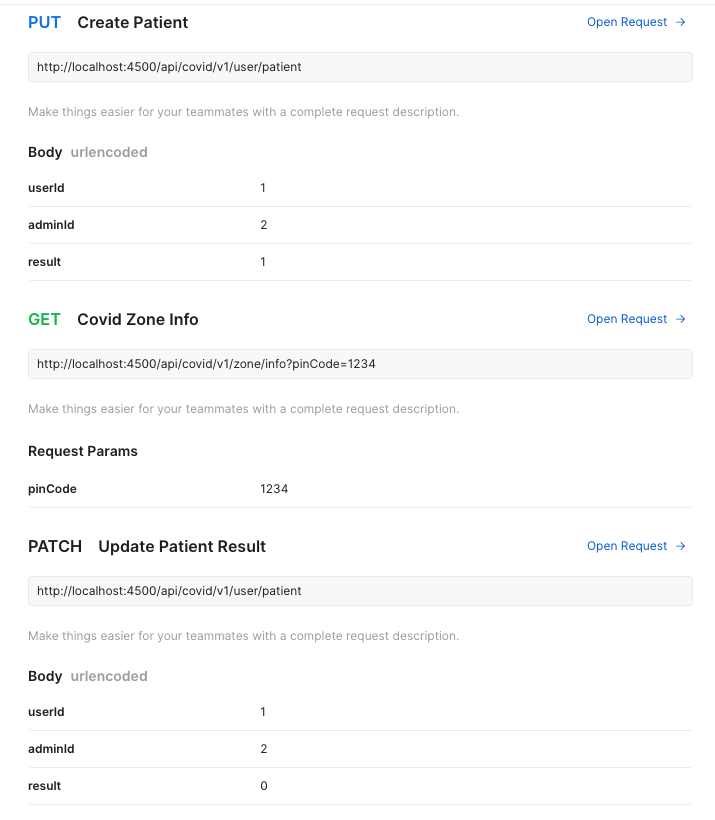 PUT Create Patient Open Request →
http://localhost:4500/api/covid/v1/user/patient
Make things easier for your teammates with a complete request description.
Body urlencoded
userId 1
adminId 2
result 1
GET Covid Zone Info Open Request →
http://localhost:4500/api/covid/v1/zone/info?pinCode=1234
Make things easier for your teammates with a complete request description.
Request Params
pinCode 1234
PATCH Update Patient Result Open Request →
http://localhost:4500/api/covid/v1/user/patient
Make things easier for your teammates with a complete request description.
Body urlencoded
userId 1
adminId 2
result 0